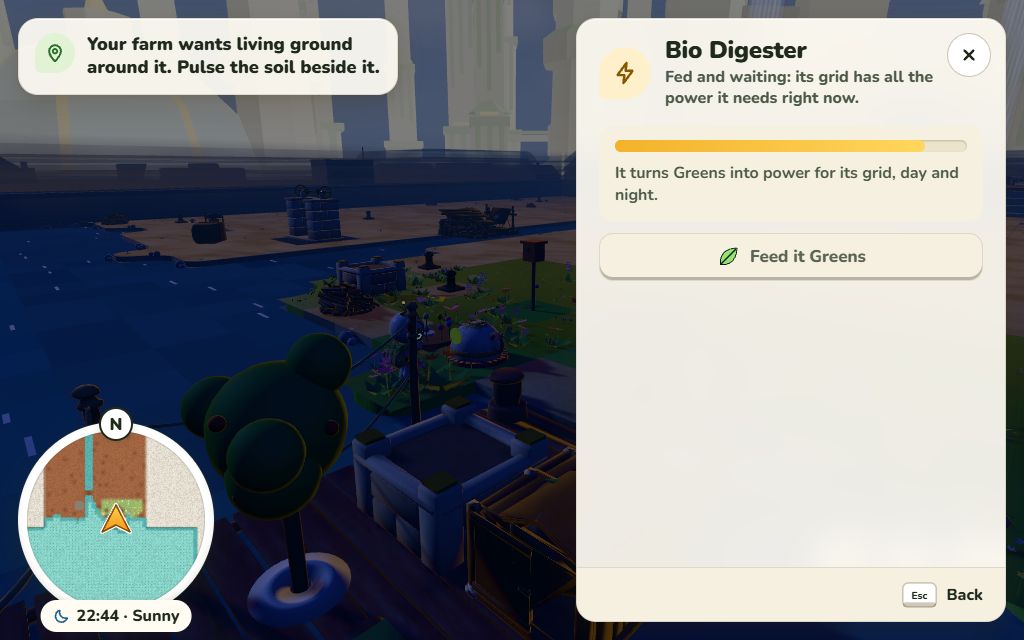 Your farm wants living ground
around it. Pulse the soil beside it.
Bio Digester
Fed and waiting: its grid has all the
power it needs right now.
It turns Greens into power for its grid, day and
night.
Feed it Greens
N
22:44 · Sunny
Esc Back